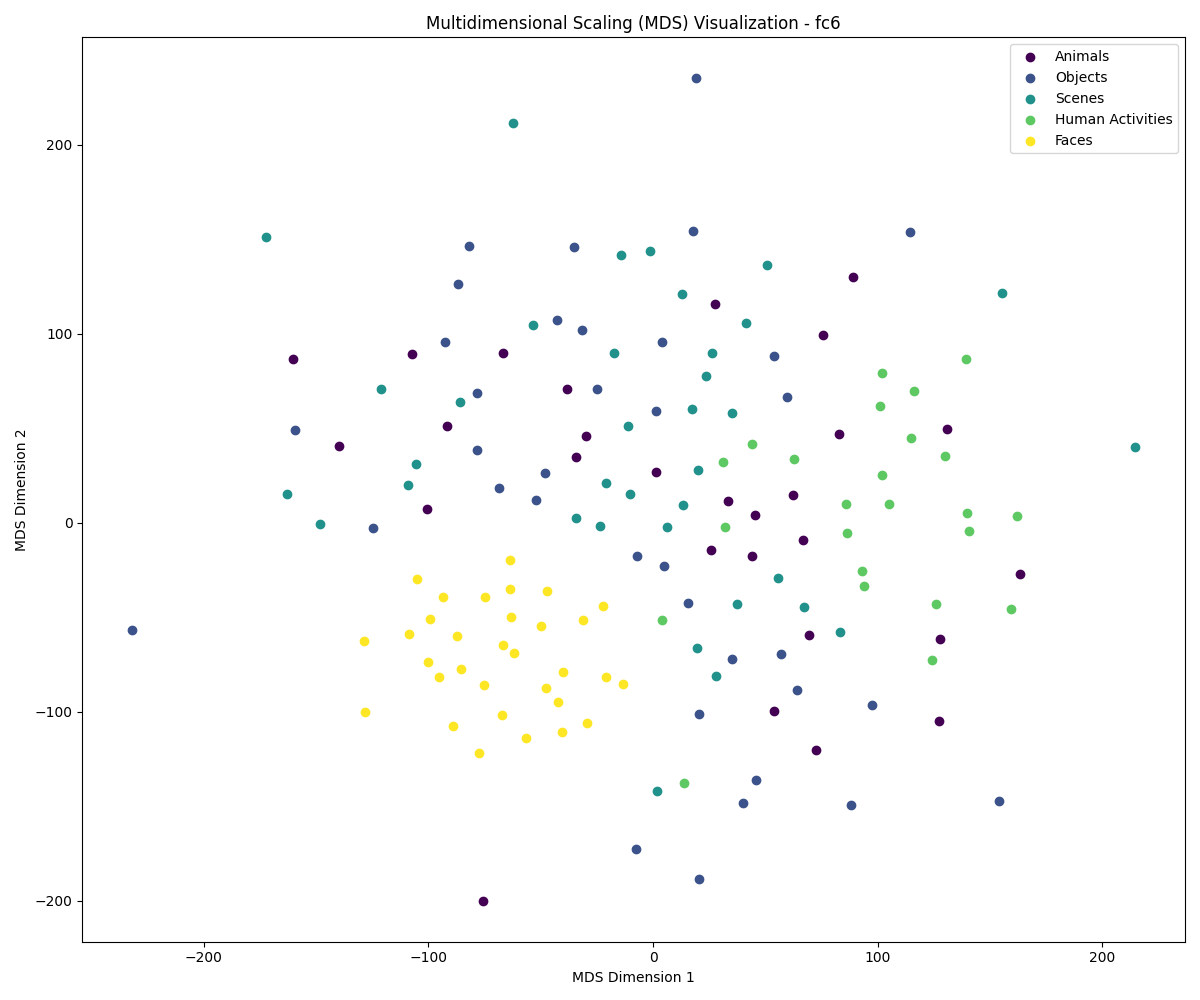 Multidimensional Scaling (MDS) Visualization - fc6
Animals
Objects
Scenes
Human Activities
Faces
200
100
0
−100
−200
MDS Dimension 2
−200
−100
0
100
200
MDS Dimension 1